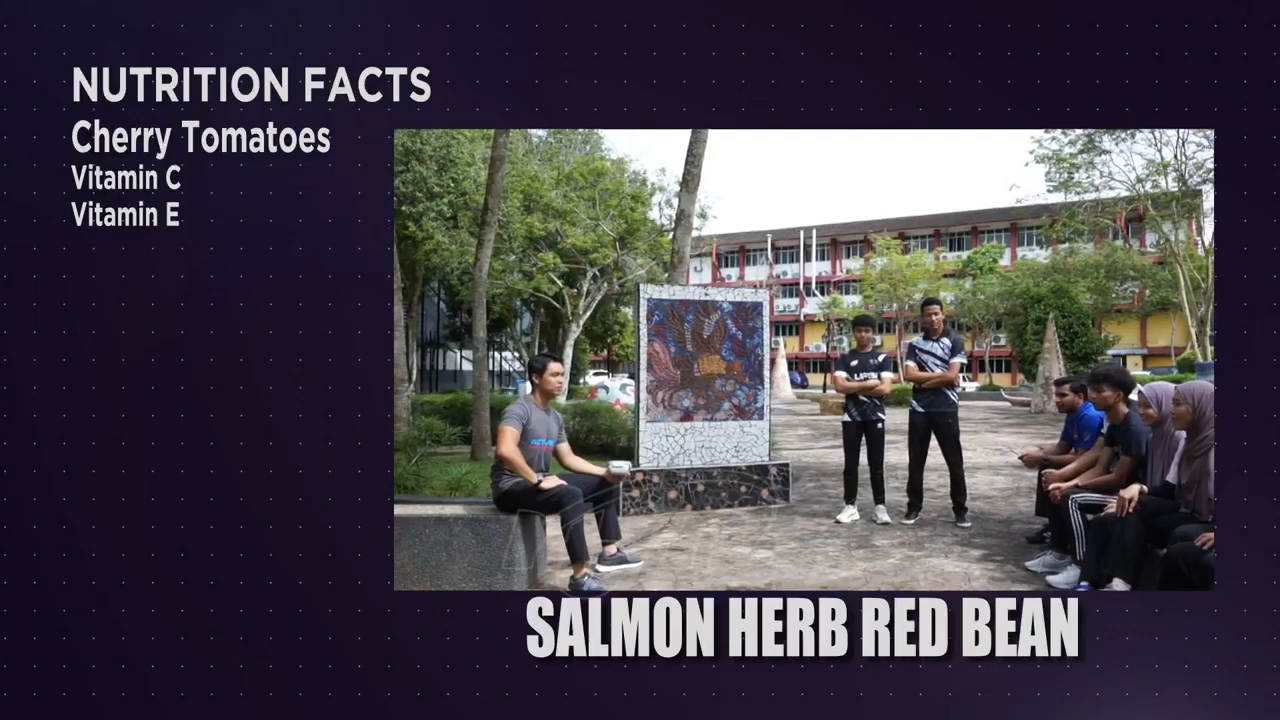 NUTRITION FACTS
Cherry Tomatoes
Vitamin C
Vitamin E
SALMON HERB RED BEAN